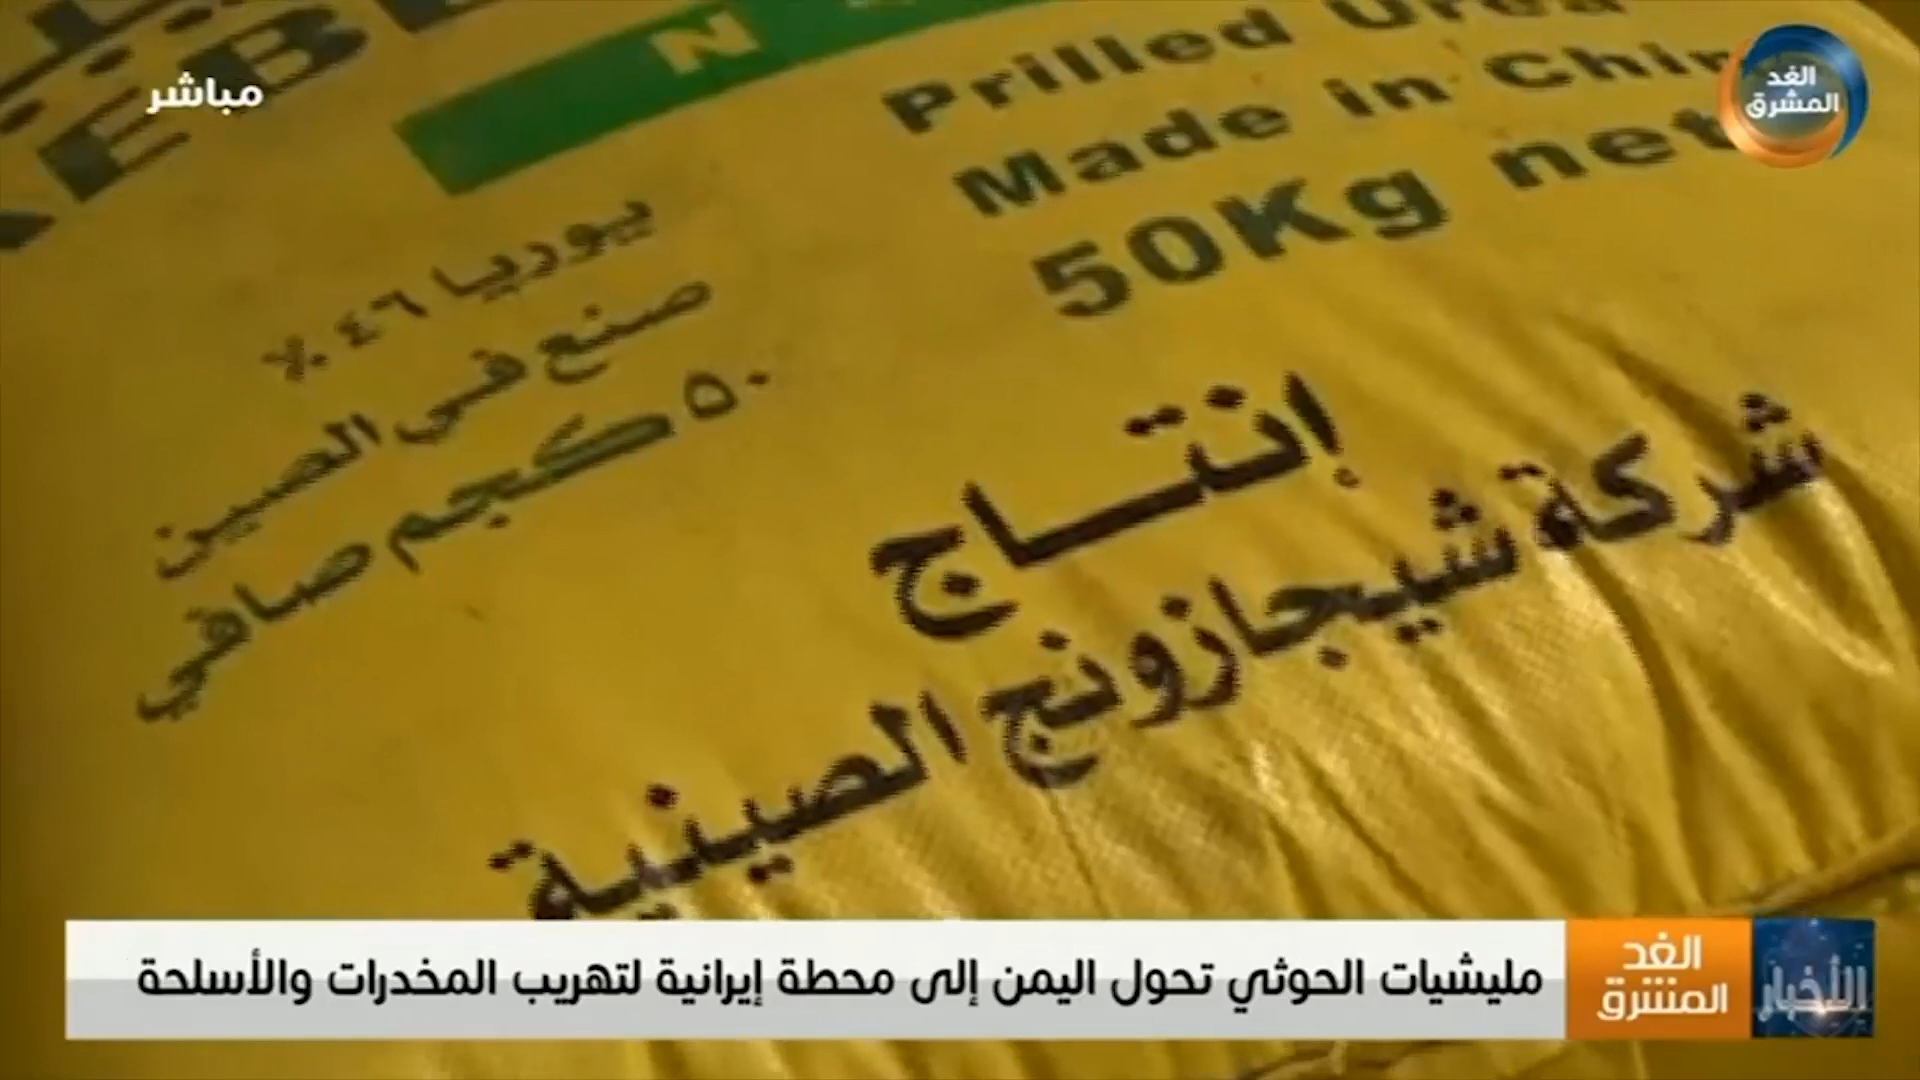 مباشر
الغد
المشرق
N
Prilled Urea
Made in
50Kg net
يوريا ٤٦ ٪
صنع في الصين
٥٠ كجم صافي
إنتاج
شركة شيجازونج الصينية
مليشيات الحوثي تحول اليمن إلى محطة إيرانية لتهريب المخدرات والأسلحة
الغد
المشرق
الأخبار